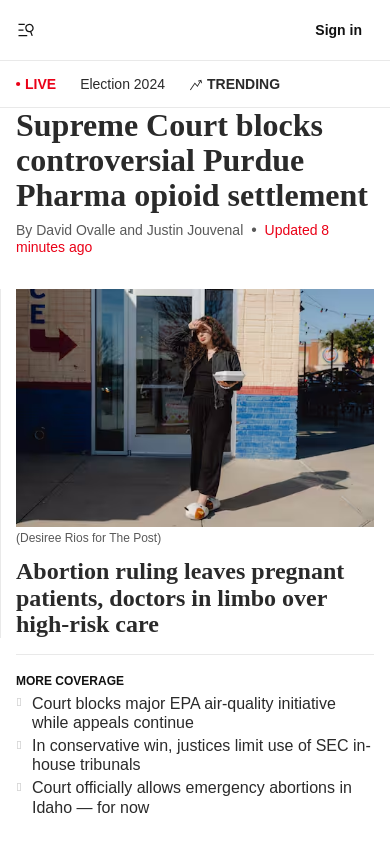 Sign in
LIVE Election 2024 TRENDING
Supreme Court blocks
controversial Purdue
Pharma opioid settlement
By David Ovalle and Justin Jouvenal • Updated 8
minutes ago
C
E
(Desiree Rios for The Post)
Abortion ruling leaves pregnant
patients, doctors in limbo over
high-risk care
MORE COVERAGE
Court blocks major EPA air-quality initiative
while appeals continue
In conservative win, justices limit use of SEC in-
house tribunals
Court officially allows emergency abortions in
Idaho — for now